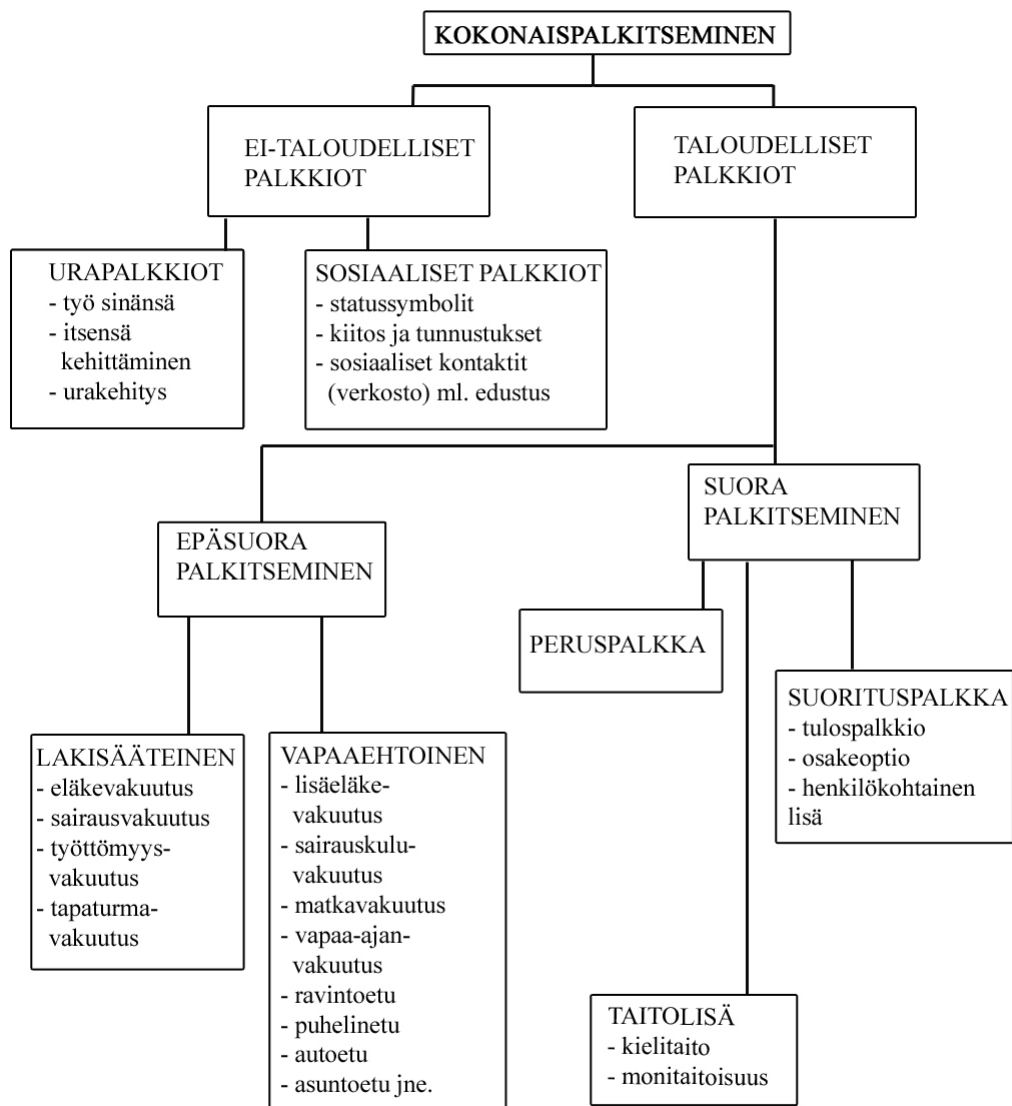 KOKONAISPALKITSEMINEN
EI-TALOUDELLISET
PALKKIOT
TALOUDELLISET
PALKKIOT
URAPALKKIOT
- työ sinänsä
- itsensä
kehittäminen
- urakehitys
SOSIAALISET PALKKIOT
- statussymbolit
- kiitos ja tunnustukset
- sosiaaliset kontaktit
(verkosto) ml. edustus
EPÄSUORA
PALKITSEMINEN
SUORA
PALKITSEMINEN
LAKISÄÄTEINEN
- eläkevakuutus
- sairausvakuutus
- työttömyys-
vakuutus
- tapaturma-
vakuutus
VAPAAEHTOINEN
- lisäeläke-
vakuutus
- sairauskulu-
vakuutus
- matkavakuutus
- vapaa-ajan-
vakuutus
- ravintoetu
- puhelinetu
- autoetu
- asuntoetu jne.
PERUSPALKKA
SUORITUSPALKKA
- tulospalkkio
- osakeoptio
- henkilökohtainen
lisä
TAITOLISÄ
- kielitaito
- monitaitoisuus